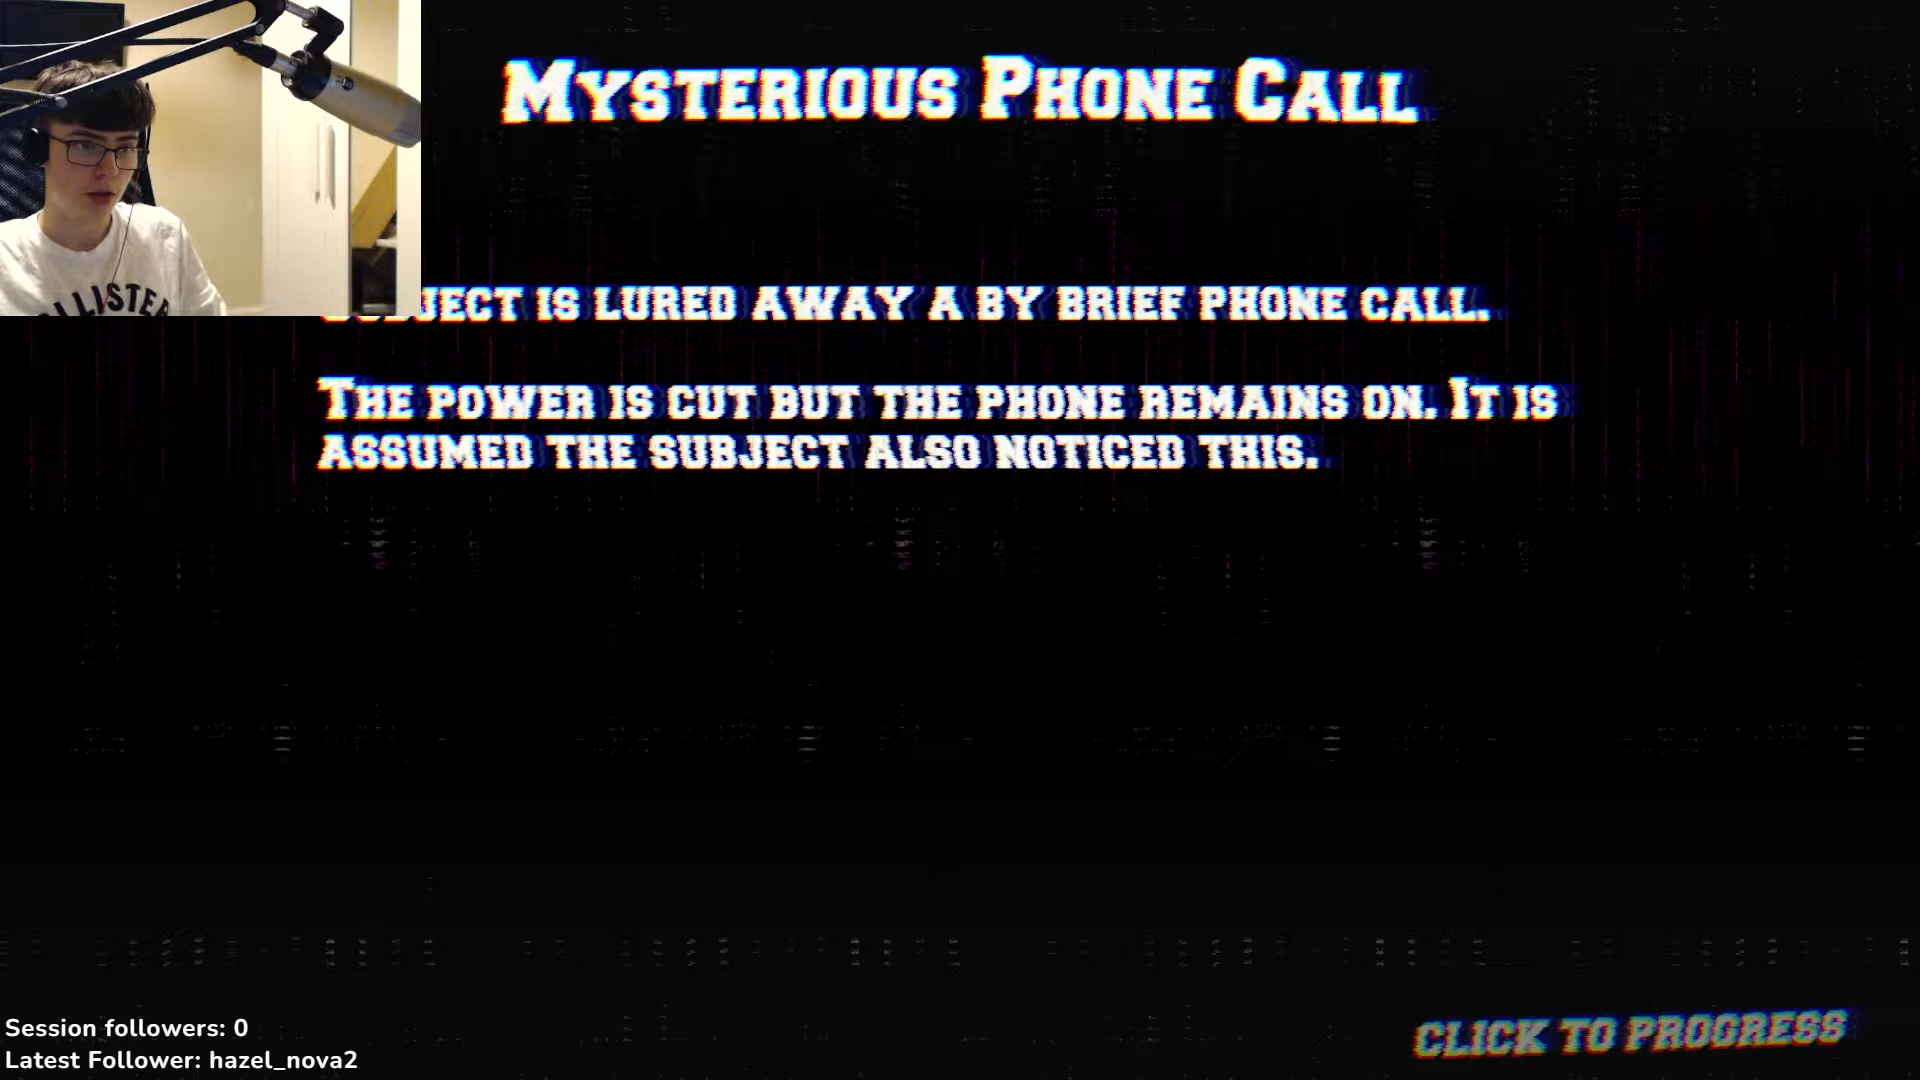 Mysterious Phone Call
LLISTER
is lured away a by brief phone call.
The power is cut but the phone remains on. It is
assumed the subject also noticed this.
Session followers: 0
Latest Follower: hazel_nova2
Click to progress